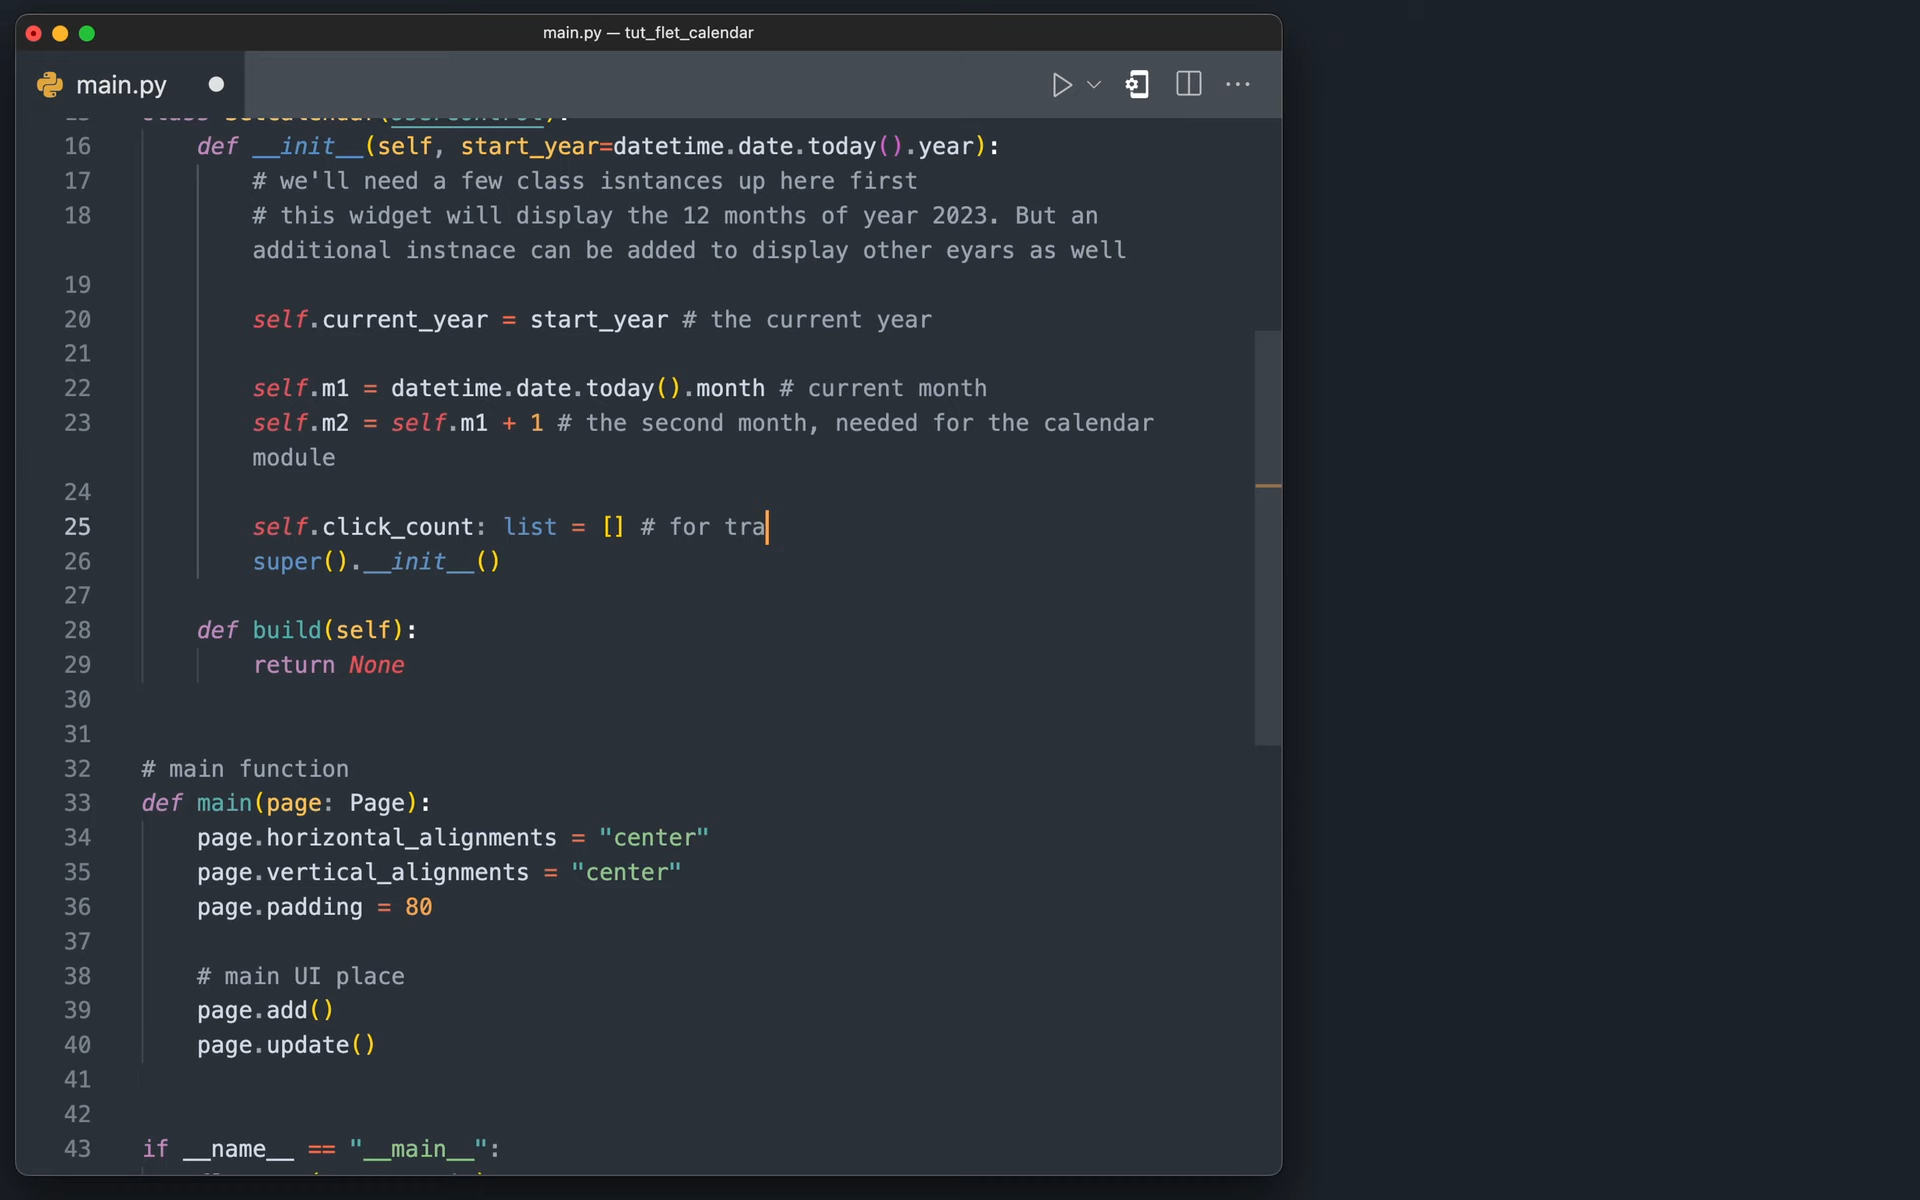 main.py — tut_flet_calendar
main.py
16 def __init__(self, start_year=datetime.date.today().year):
17 # we'll need a few class isntances up here first
18 # this widget will display the 12 months of year 2023. But an
additional instnace can be added to display other eyars as well
19
20 self.current_year = start_year # the current year
21
22 self.m1 = datetime.date.today().month # current month
23 self.m2 = self.m1 + 1 # the second month, needed for the calendar
module
24
25 self.click_count: list = [] # for tra
26 super().__init__()
27
28 def build(self):
29 return None
30
31
32 # main function
33 def main(page: Page):
34 page.horizontal_alignments = "center"
35 page.vertical_alignments = "center"
36 page.padding = 80
37
38 # main UI place
39 page.add()
40 page.update()
41
42
43 if __name__ == "__main__":